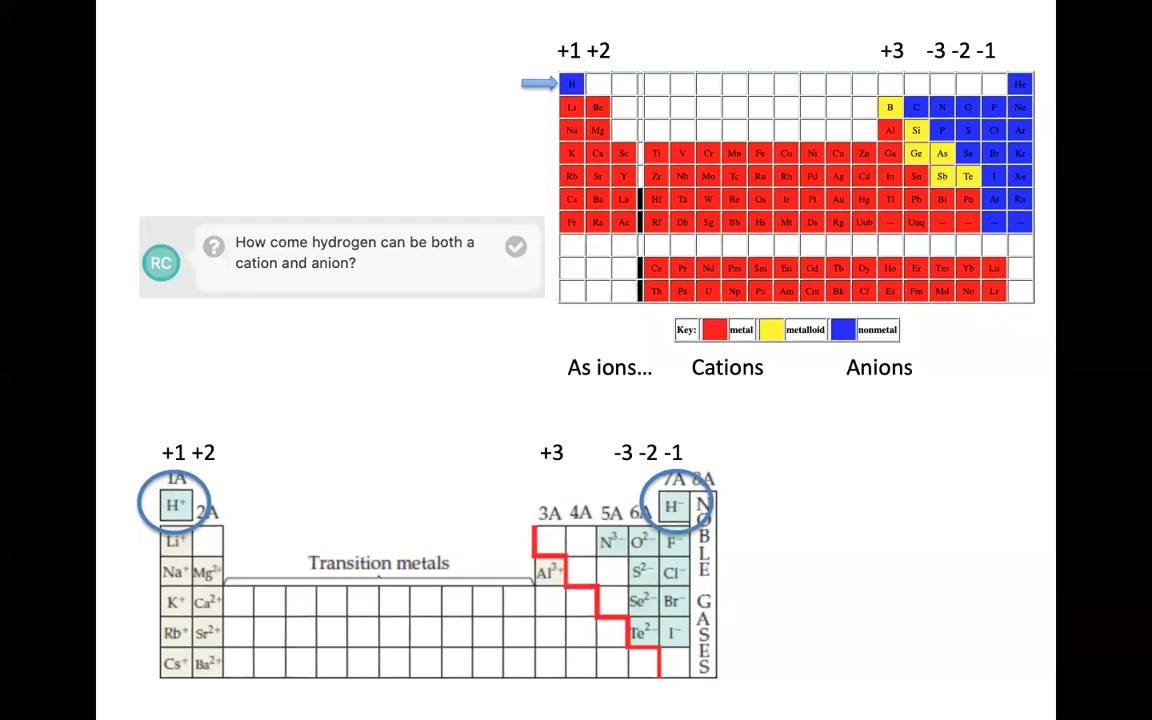 +1 +2 +3 -3 -2 -1
H He
Li Be B C N O F Ne
Na Mg Al Si P S Cl Ar
K Ca Sc Ti V Cr Mn Fe Co Ni Cu Zn Ga Ge As Se Br Kr
Rb Sr Y Zr Nb Mo Tc Ru Rh Pd Ag Cd In Sn Sb Te I Xe
Cs Ba La Hf Ta W Re Os Ir Pt Au Hg Tl Pb Bi Po At Rn
Fr Ra Ac Rf Db Sg Bh Hs Mt Ds Rg Uub — Uuq — — — —
Ce Pr Nd Pm Sm Eu Gd Tb Dy Ho Er Tm Yb Lu
Th Pa U Np Pu Am Cm Bk Cf Es Fm Md No Lr
Key: metal metalloid nonmetal
As ions... Cations Anions
RC
? How come hydrogen can be both a
cation and anion?
+1 +2 +3 -3 -2 -1
1A 7A 8A
H⁺ 2A 3A 4A 5A 6A H⁻
Li⁺ N³⁻ O²⁻ F⁻
Na⁺ Mg²⁺ Transition metals Al³⁺ S²⁻ Cl⁻
K⁺ Ca²⁺ Se²⁻ Br⁻
Rb⁺ Sr²⁺ Te²⁻ I⁻
Cs⁺ Ba²⁺
NOBLE GASES